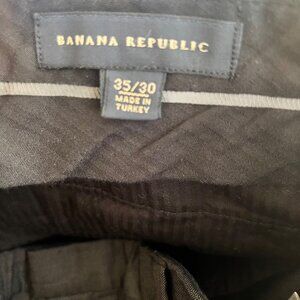 BANANA REPUBLIC
35/30
MADE IN
TURKEY